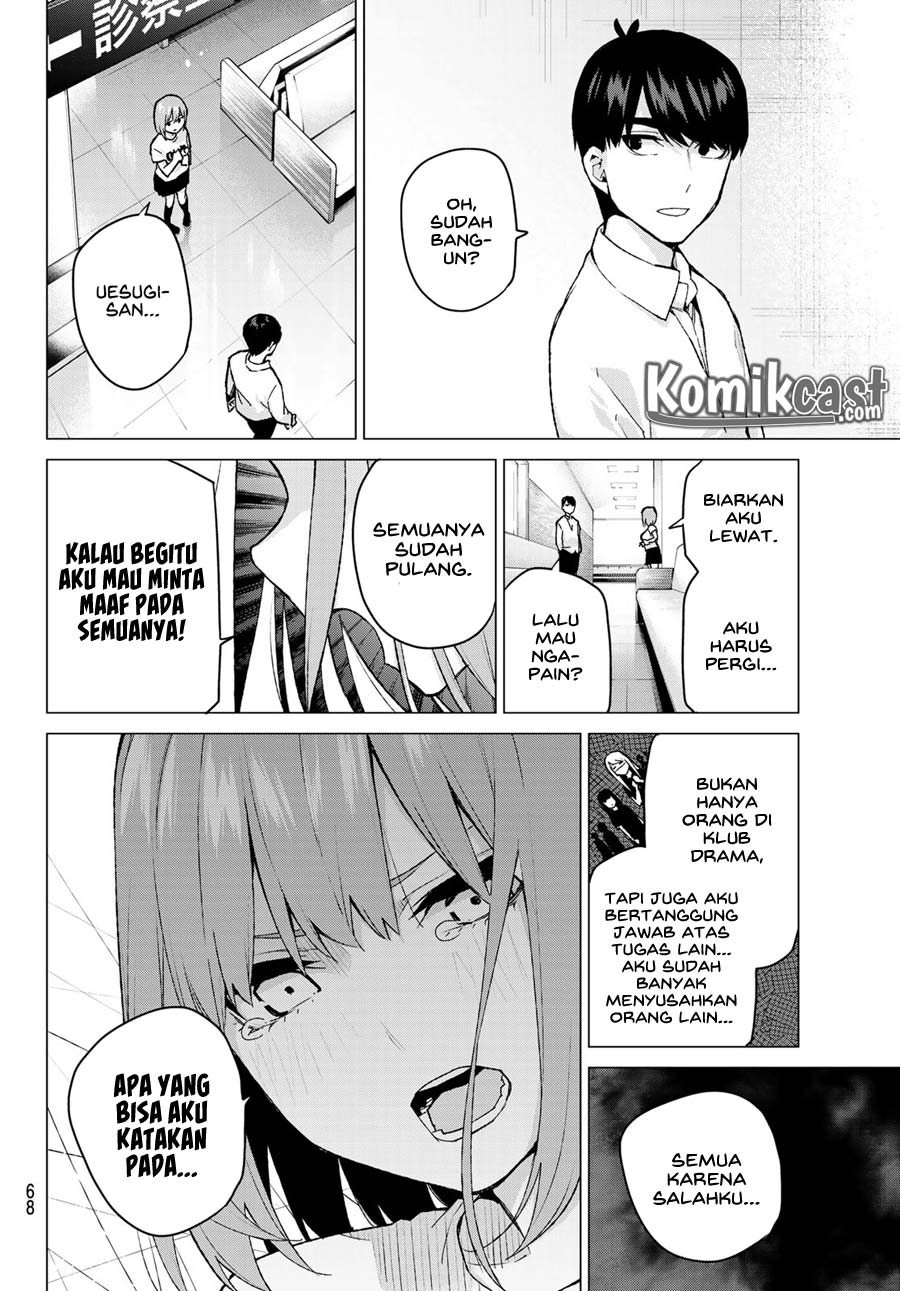 診察室
OH,
SUDAH
BANG-
UN?
UESUGI-
SAN...
Komikcast
.com
BIARKAN
AKU
LEWAT.
AKU
HARUS
PERGI...
LALU
MAU
NGA-
PAIN?
SEMUANYA
SUDAH
PULANG.
KALAU BEGITU
AKU MAU MINTA
MAAF PADA
SEMUANYA!
BUKAN
HANYA
ORANG DI
KLUB
DRAMA,
TAPI JUGA AKU
BERTANGGUNG
JAWAB ATAS
TUGAS LAIN...
AKU SUDAH
BANYAK
MENYUSAHKAN
ORANG LAIN...
SEMUA
KARENA
SALAHKU...
APA YANG
BISA AKU
KATAKAN
PADA...
68